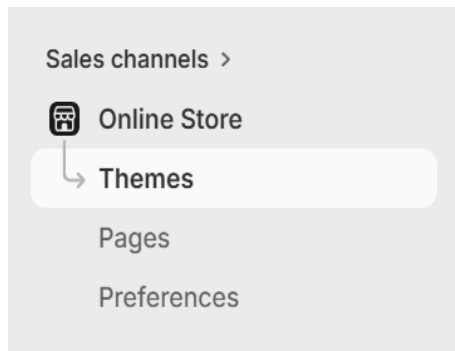 Sales channels >
Online Store
Themes
Pages
Preferences